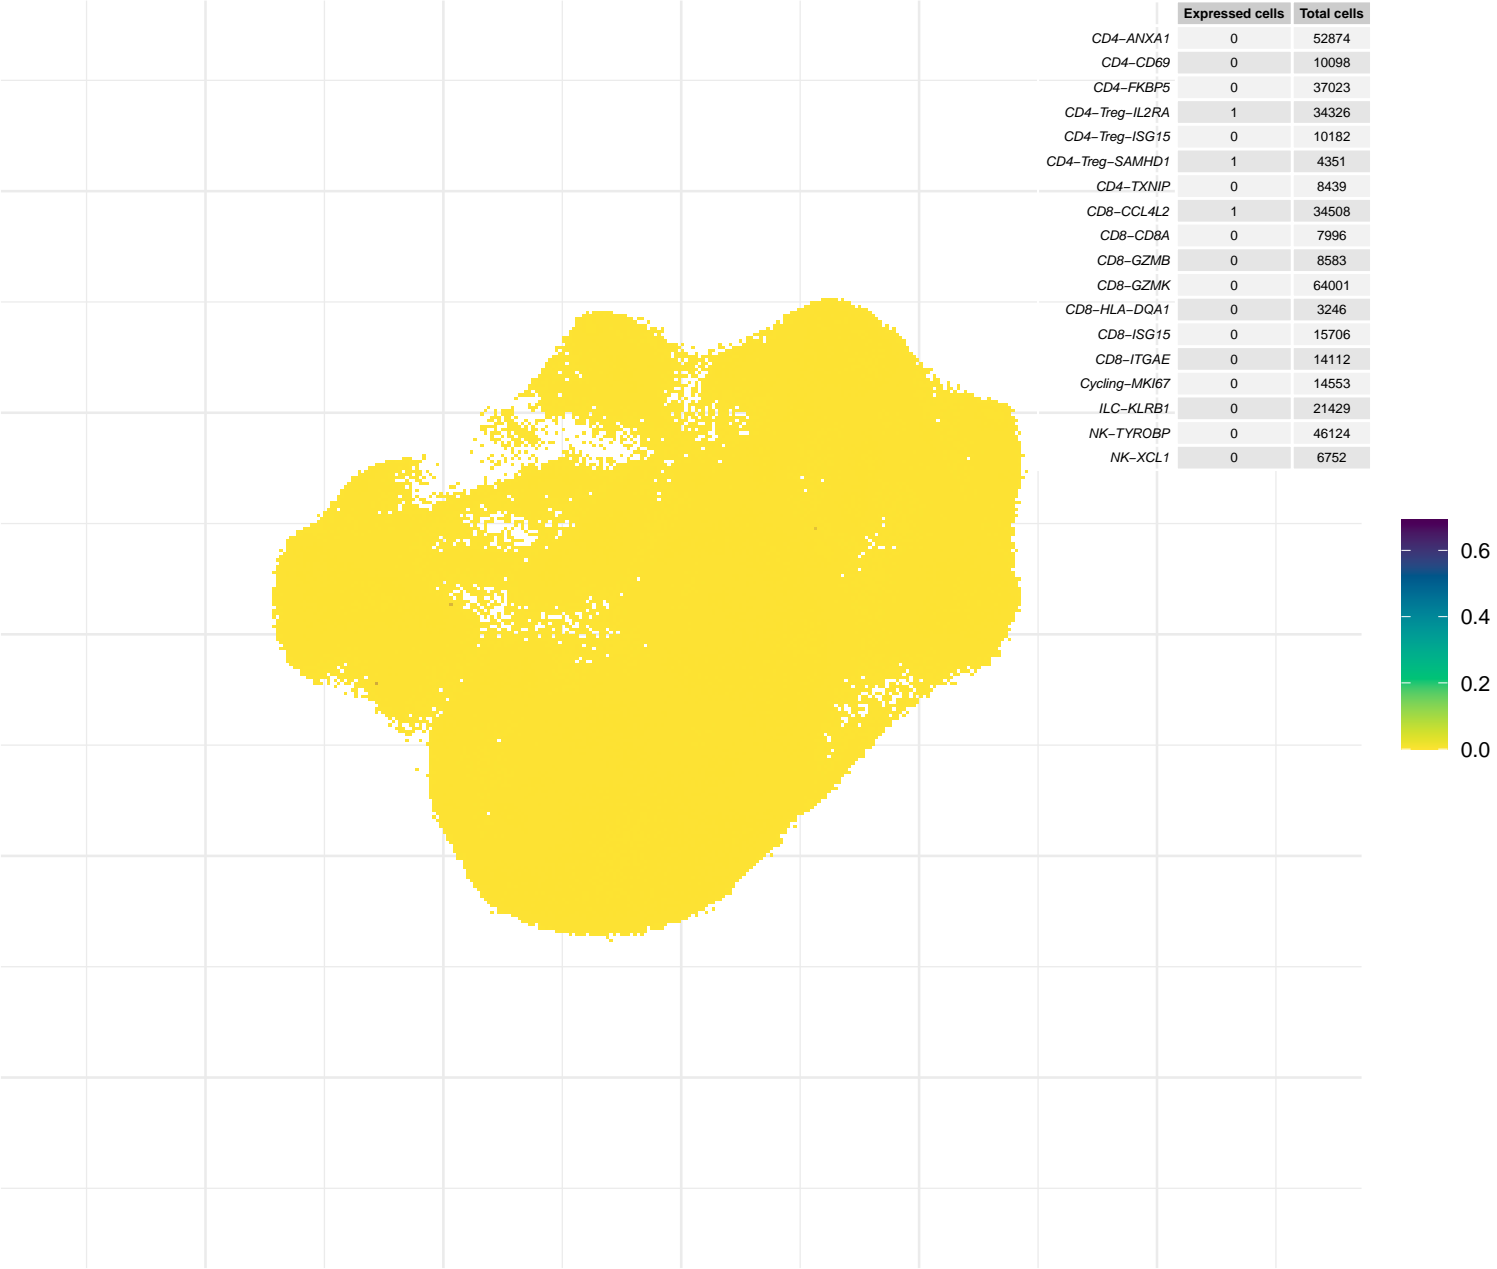 Expressed cells Total cells
CD4−ANXA1 0 52874
CD4−CD69 0 10098
CD4−FKBP5 0 37023
CD4−Treg−IL2RA 1 34326
CD4−Treg−ISG15 0 10182
CD4−Treg−SAMHD1 1 4351
CD4−TXNIP 0 8439
CD8−CCL4L2 1 34508
CD8−CD8A 0 7996
CD8−GZMB 0 8583
CD8−GZMK 0 64001
CD8−HLA−DQA1 0 3246
CD8−ISG15 0 15706
CD8−ITGAE 0 14112
Cycling−MKI67 0 14553
ILC−KLRB1 0 21429
NK−TYROBP 0 46124
NK−XCL1 0 6752
0.6
0.4
0.2
0.0